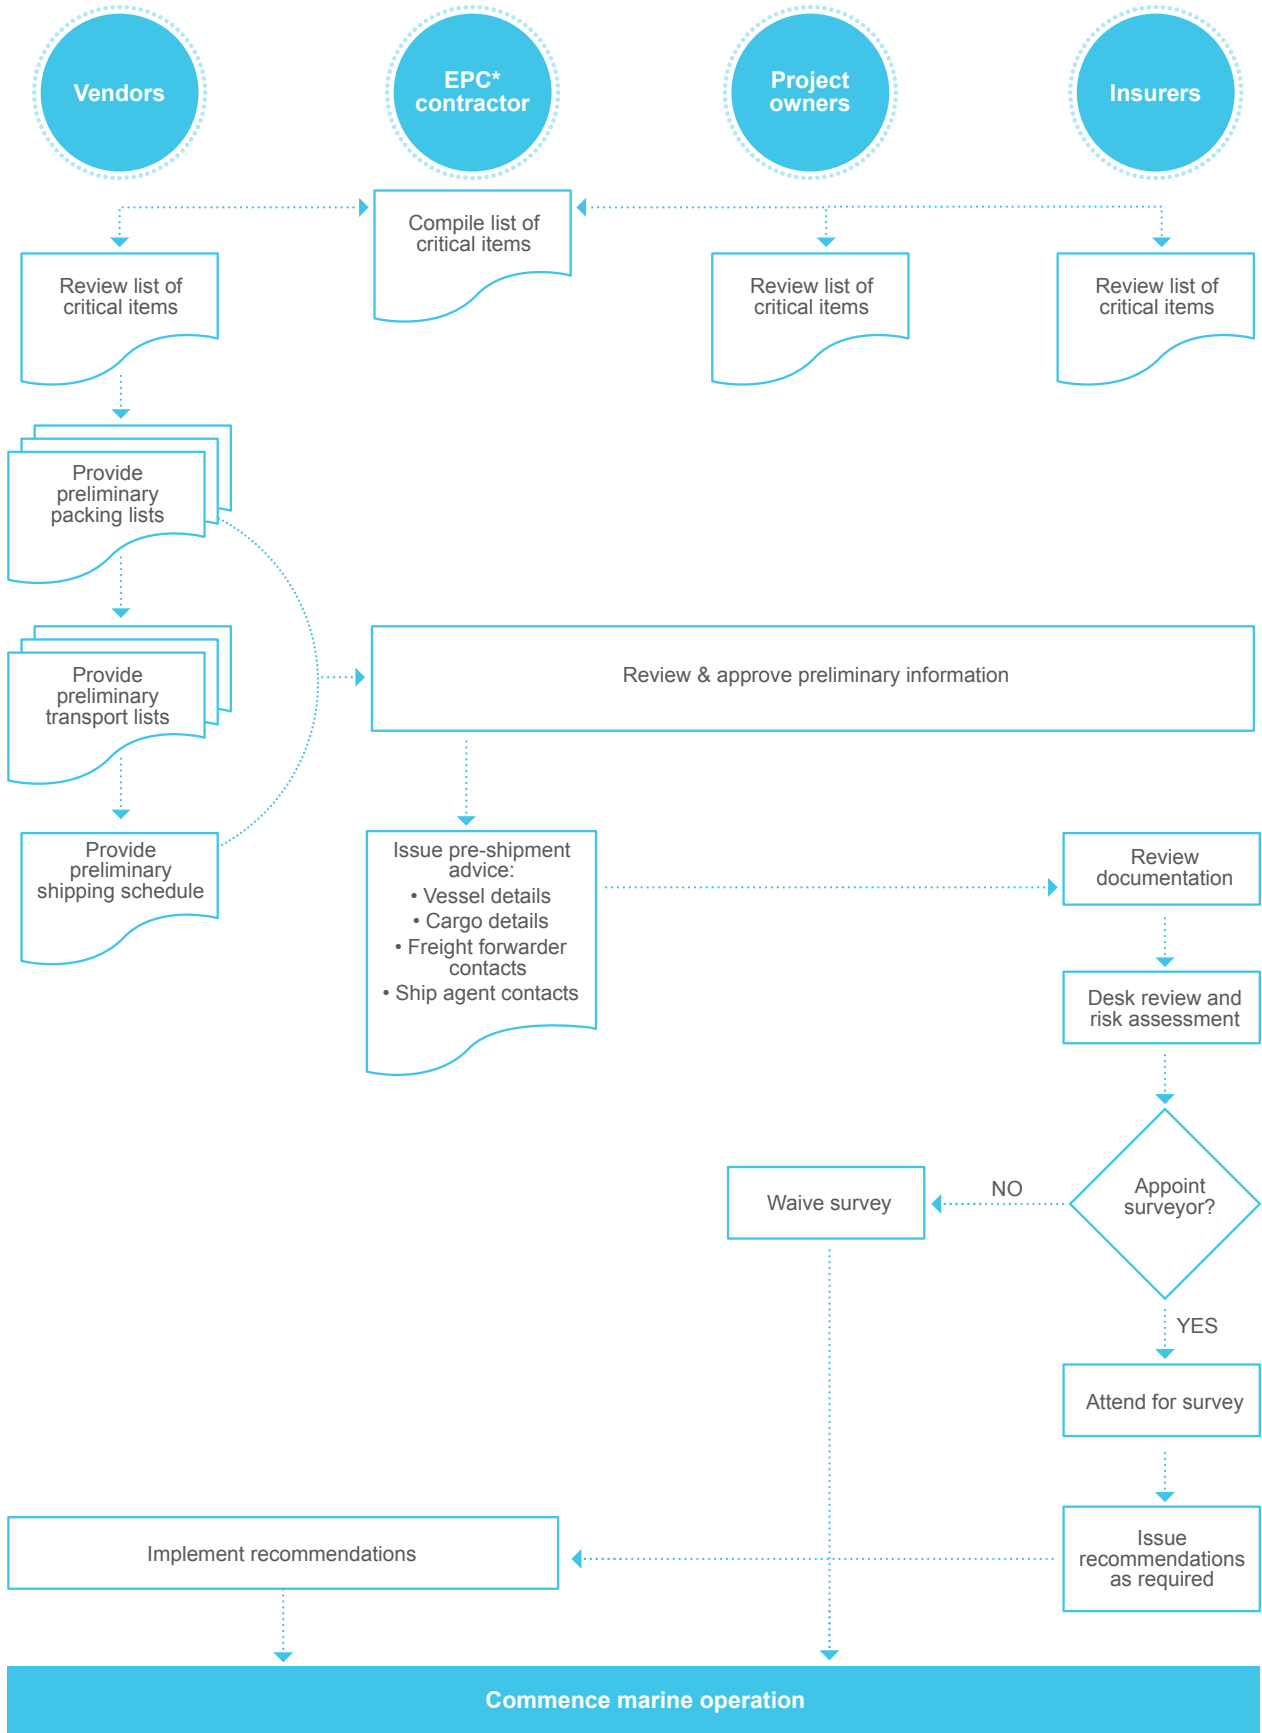 Vendors
EPC*
contractor
Project
owners
Insurers
Compile list of
critical items
Review list of
critical items
Review list of
critical items
Review list of
critical items
Provide
preliminary
packing lists
Provide
preliminary
transport lists
Review & approve preliminary information
Provide
preliminary
shipping schedule
Issue pre-shipment
advice:
• Vessel details
• Cargo details
• Freight forwarder
contacts
• Ship agent contacts
Review
documentation
Desk review and
risk assessment
Appoint
surveyor?
NO
Waive survey
YES
Attend for survey
Issue
recommendations
as required
Implement recommendations
Commence marine operation